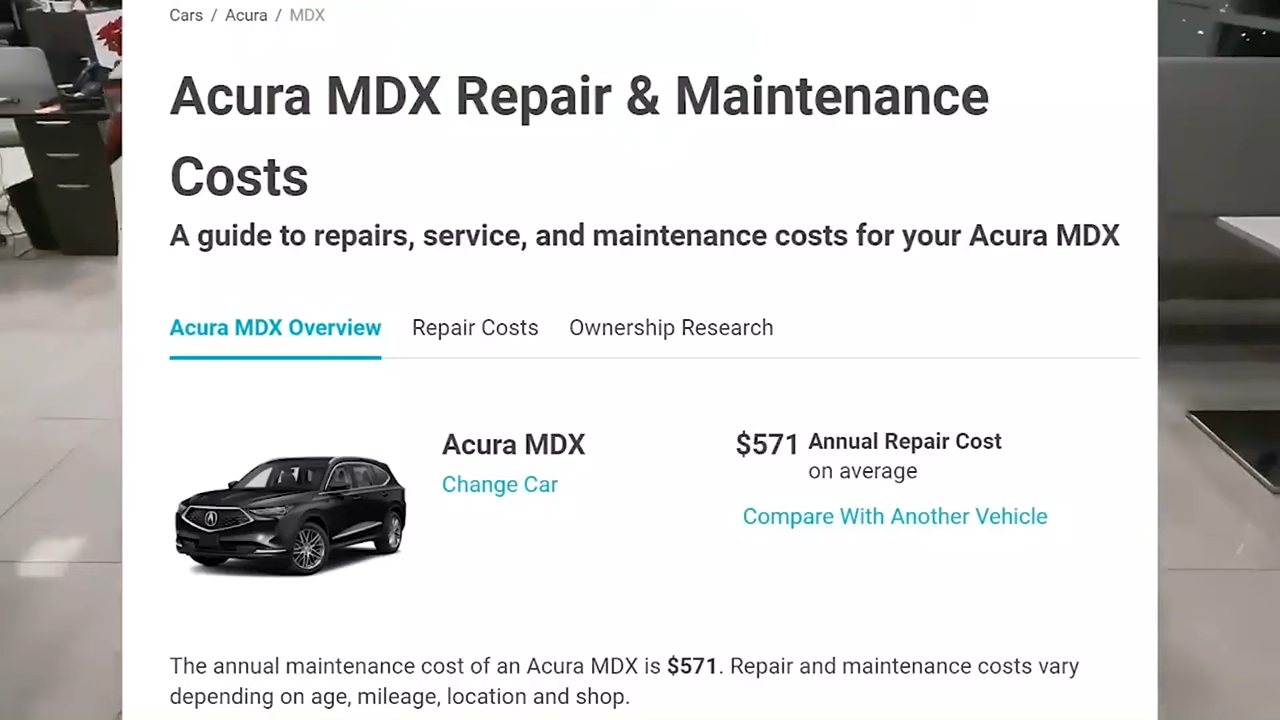 Cars / Acura / MDX
Acura MDX Repair & Maintenance
Costs
A guide to repairs, service, and maintenance costs for your Acura MDX
Acura MDX Overview Repair Costs Ownership Research
Acura MDX
Change Car
$571 Annual Repair Cost
on average
Compare With Another Vehicle
The annual maintenance cost of an Acura MDX is $571. Repair and maintenance costs vary
depending on age, mileage, location and shop.